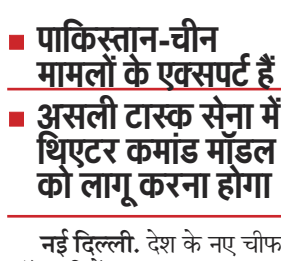 पाकिस्तान-चीन
मामलों के एक्सपर्ट हैं
असली टास्क सेना में
थिएटर कमांड मॉडल
को लागू करना होगा
नई दिल्ली. देश के नए चीफ